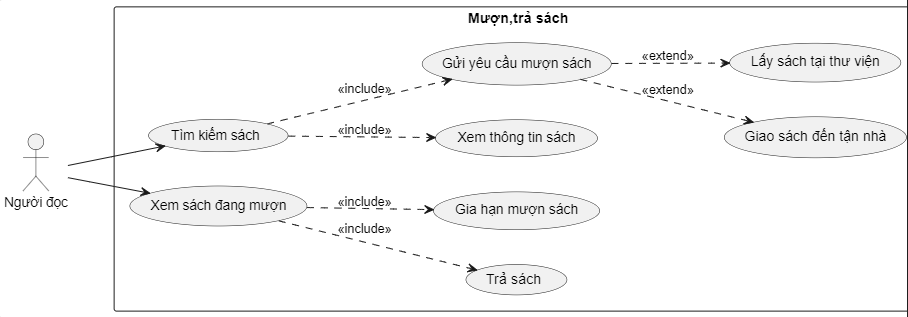 Mượn,trả sách
Gửi yêu cầu mượn sách
«extend»
Lấy sách tại thư viện
«include»
«extend»
Tìm kiếm sách
«include»
Xem thông tin sách
Giao sách đến tận nhà
Người đọc
Xem sách đang mượn
«include»
Gia hạn mượn sách
«include»
Trả sách